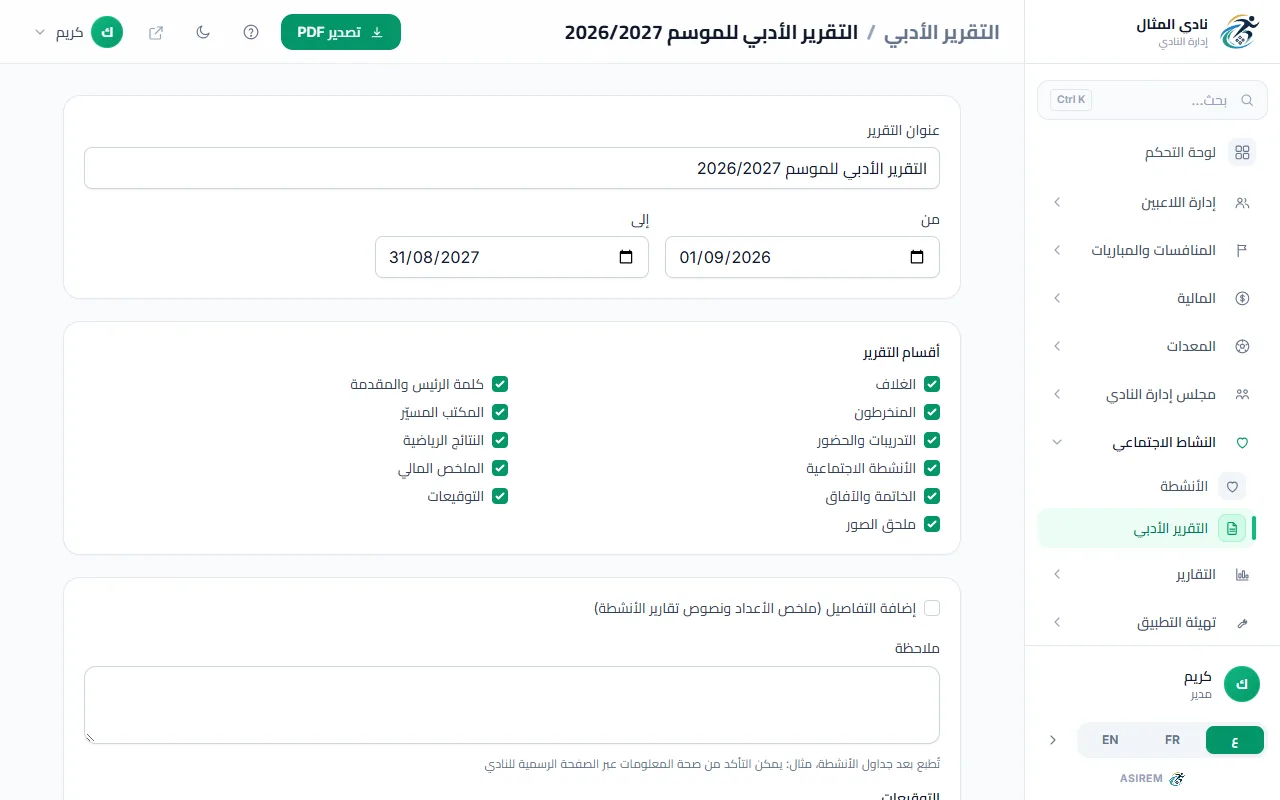 نادي المثال
إدارة النادي
بحث...
Ctrl K
لوحة التحكم
إدارة اللاعبين
المنافسات والمباريات
المالية
المعدات
مجلس إدارة النادي
النشاط الاجتماعي
الأنشطة
التقرير الأدبي
التقارير
تهيئة التطبيق
ك
كريم
مدير
ع
FR
EN
ASIREM
التقرير الأدبي / التقرير الأدبي للموسم 2026/2027
تصدير PDF
ك
كريم
عنوان التقرير
التقرير الأدبي للموسم 2026/2027
من
إلى
01/09/2026
31/08/2027
أقسام التقرير
الغلاف
كلمة الرئيس والمقدمة
المنخرطون
المكتب المسيّر
التدريبات والحضور
النتائج الرياضية
الأنشطة الاجتماعية
الملخص المالي
الخاتمة والآفاق
التوقيعات
ملحق الصور
إضافة التفاصيل (ملخص الأعداد ونصوص تقارير الأنشطة)
ملاحظة
تُطبع بعد جداول الأنشطة، مثال: يمكن التأكد من صحة المعلومات عبر الصفحة الرسمية للنادي
التوقيعات